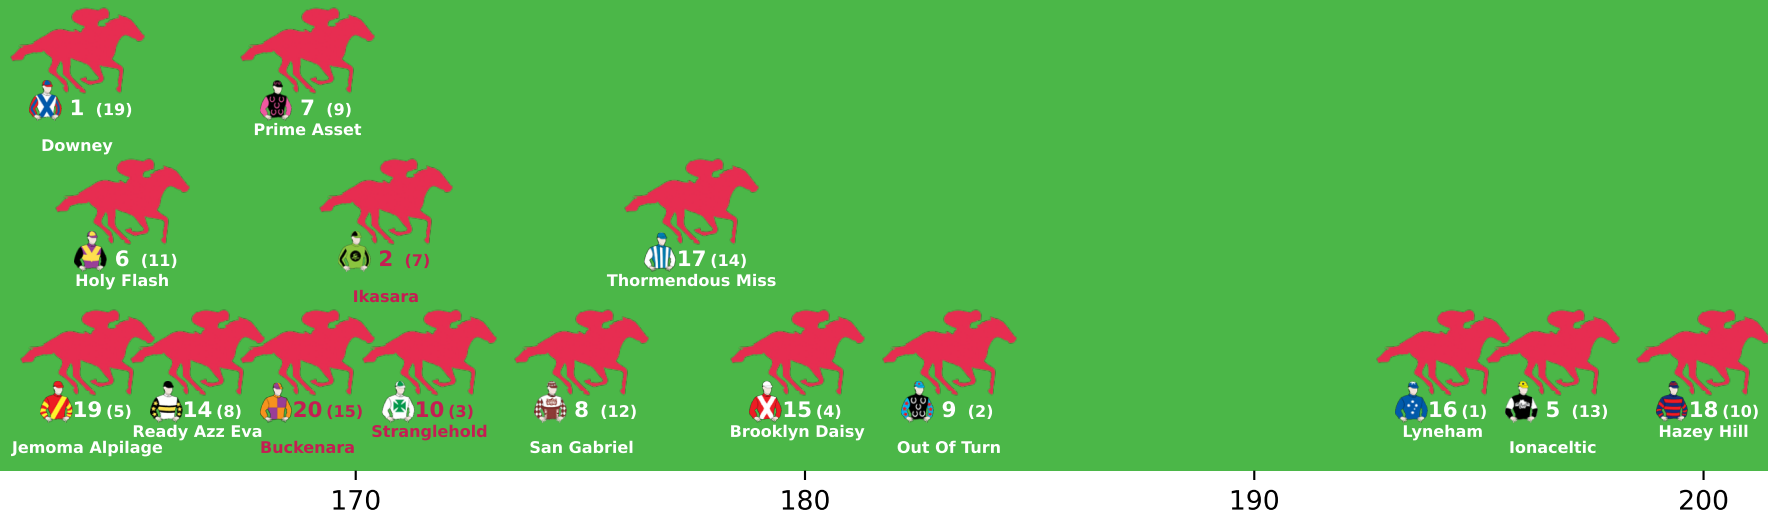 1 (19)
Downey
7 (9)
Prime Asset
6 (11)
Holy Flash
2 (7)
Ikasara
17 (14)
Thormendous Miss
19 (5)
Jemoma Alpilage
14 (8)
Ready Azz Eva
20 (15)
Buckenara
10 (3)
Stranglehold
8 (12)
San Gabriel
15 (4)
Brooklyn Daisy
9 (2)
Out Of Turn
16 (1)
Lyneham
5 (13)
Ionaceltic
18 (10)
Hazey Hill
170 180 190 200